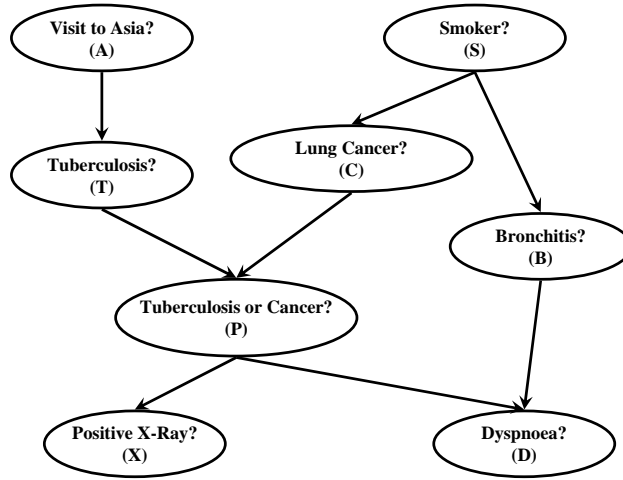 Visit to Asia?
(A)
Smoker?
(S)
Tuberculosis?
(T)
Lung Cancer?
(C)
Bronchitis?
(B)
Tuberculosis or Cancer?
(P)
Positive X-Ray?
(X)
Dyspnoea?
(D)